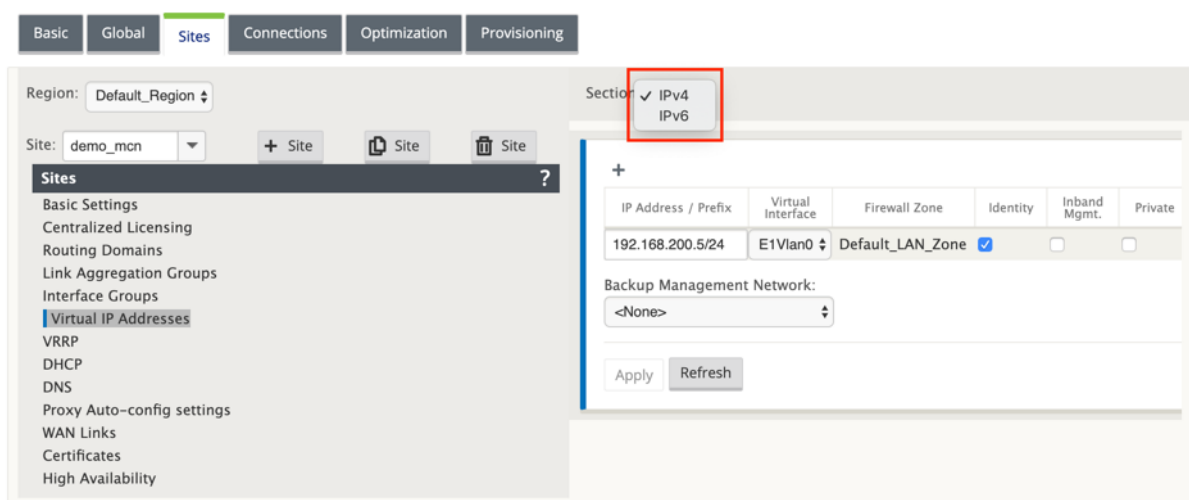 Basic Global Sites Connections Optimization Provisioning
Region: Default_Region
Site: demo_mcn + Site Site Site
Sites ?
Basic Settings
Centralized Licensing
Routing Domains
Link Aggregation Groups
Interface Groups
Virtual IP Addresses
VRRP
DHCP
DNS
Proxy Auto-config settings
WAN Links
Certificates
High Availability
Section
✓ IPv4
IPv6
+
IP Address / Prefix Virtual Interface Firewall Zone Identity Inband Mgmt. Private
192.168.200.5/24 E1Vlan0 Default_LAN_Zone
Backup Management Network:
<None>
Apply Refresh